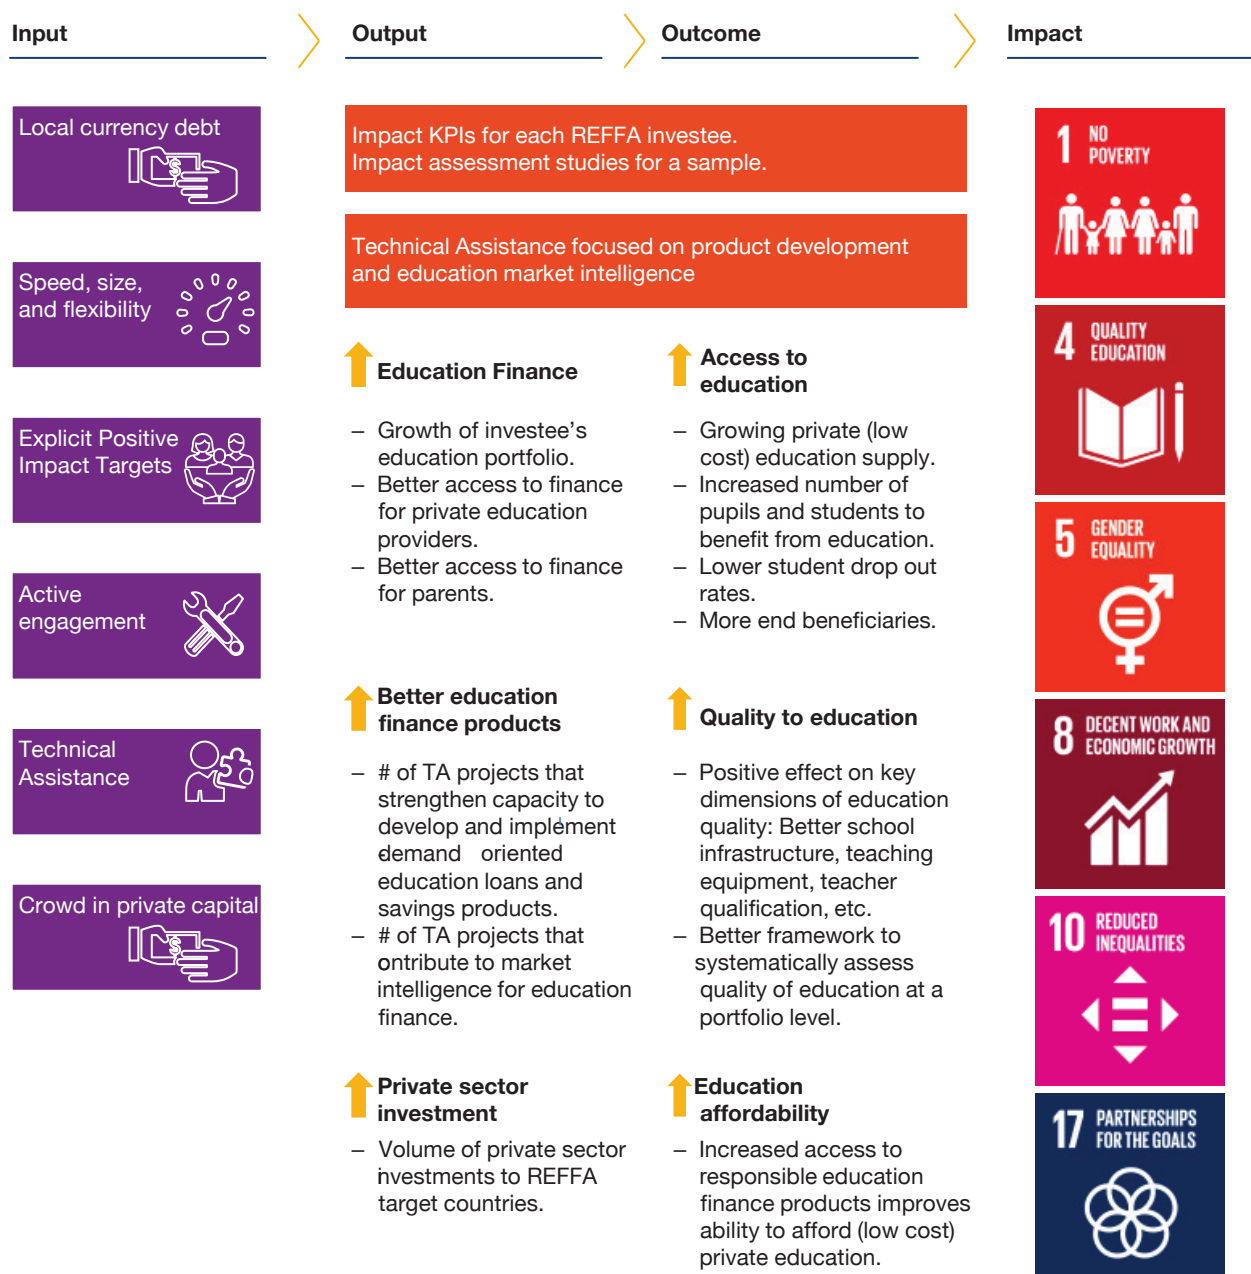 Input
Output
Outcome
Impact
Local currency debt
$
Speed, size,
and flexibility
Explicit Positive
Impact Targets
Active
engagement
Technical
Assistance
Crowd in private capital
$
Impact KPIs for each REFFA investee.
Impact assessment studies for a sample.
Technical Assistance focused on product development
and education market intelligence
Education Finance
– Growth of investee’s
education portfolio.
– Better access to finance
for private education
providers.
– Better access to finance
for parents.
Better education
finance products
– # of TA projects that
strengthen capacity to
develop and implement
-demand oriented
education loans and
savings products.
– # of TA projects that
ontribute to market
intelligence for education
finance.
Private sector
investment
– Volume of private sector
investments to REFFA
target countries.
Access to
education
– Growing private (low
cost) education supply.
– Increased number of
pupils and students to
benefit from education.
– Lower student drop out
rates.
– More end beneficiaries.
Quality to education
– Positive effect on key
dimensions of education
quality: Better school
infrastructure, teaching
equipment, teacher
qualification, etc.
– Better framework to
systematically assess
quality of education at a
portfolio level.
Education
affordability
– Increased access to
responsible education
finance products improves
ability to afford (low cost)
private education.
1 NO
POVERTY
4 QUALITY
EDUCATION
5 GENDER
EQUALITY
8 DECENT WORK AND
ECONOMIC GROWTH
10 REDUCED
INEQUALITIES
17 PARTNERSHIPS
FOR THE GOALS